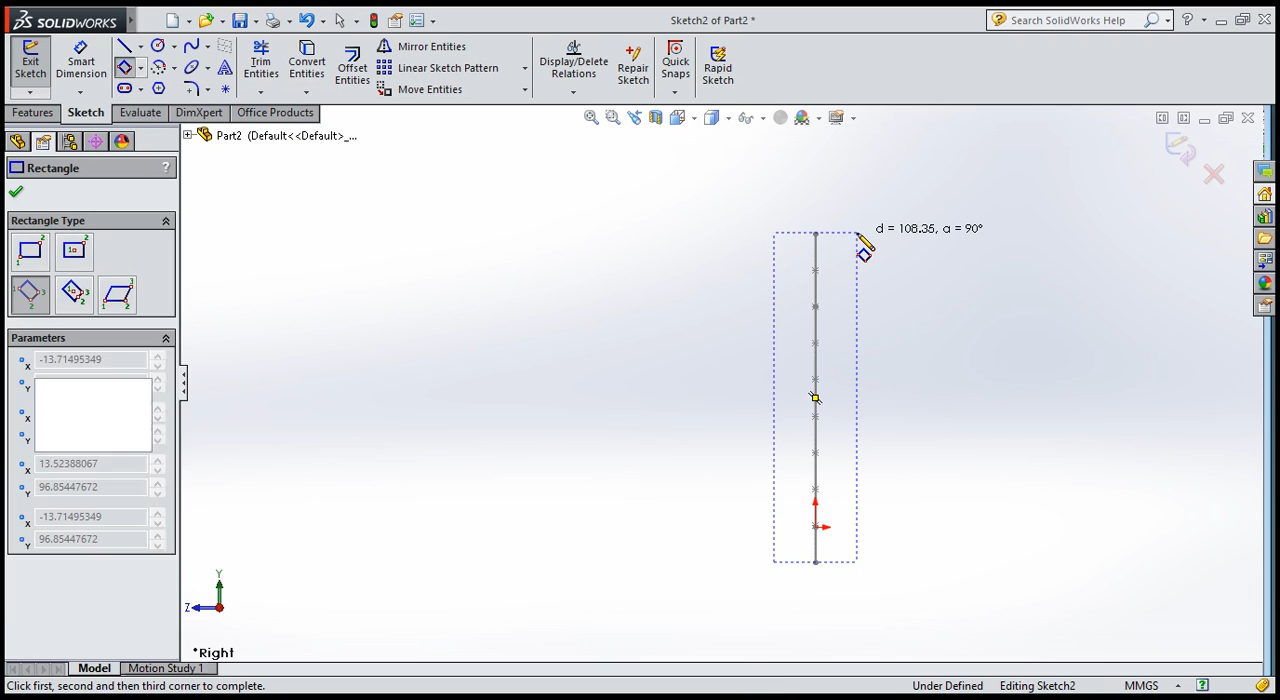 SOLIDWORKS
Sketch2 of Part2 *
Search SolidWorks Help
Exit Sketch
Smart Dimension
Trim Entities
Convert Entities
Offset Entities
Mirror Entities
Linear Sketch Pattern
Move Entities
Display/Delete Relations
Repair Sketch
Quick Snaps
Rapid Sketch
Features Sketch Evaluate DimXpert Office Products
Part2 (Default<<Default>_...
Rectangle ?
Rectangle Type
Parameters
x -13.71495349
Y
x
Y
x 13.52388067
Y 96.85447672
x -13.71495349
Y 96.85447672
d = 108.35, a = 90°
Y
Z
*Right
Model Motion Study 1
Click first, second and then third corner to complete.
Under Defined Editing Sketch2 MMGS